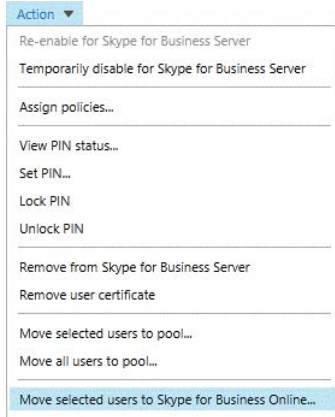 Action ▼
Re-enable for Skype for Business Server
Temporarily disable for Skype for Business Server
Assign policies...
View PIN status...
Set PIN...
Lock PIN
Unlock PIN
Remove from Skype for Business Server
Remove user certificate
Move selected users to pool...
Move all users to pool...
Move selected users to Skype for Business Online...